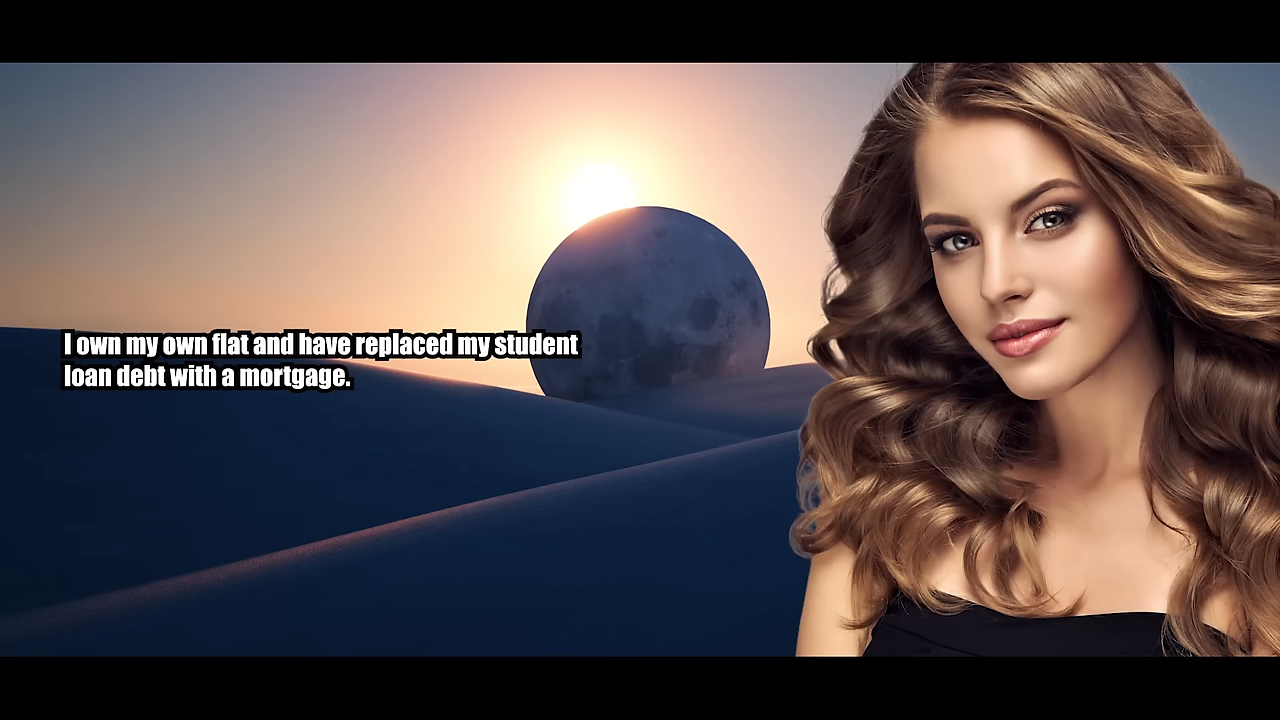 I own my own flat and have replaced my student
loan debt with a mortgage.